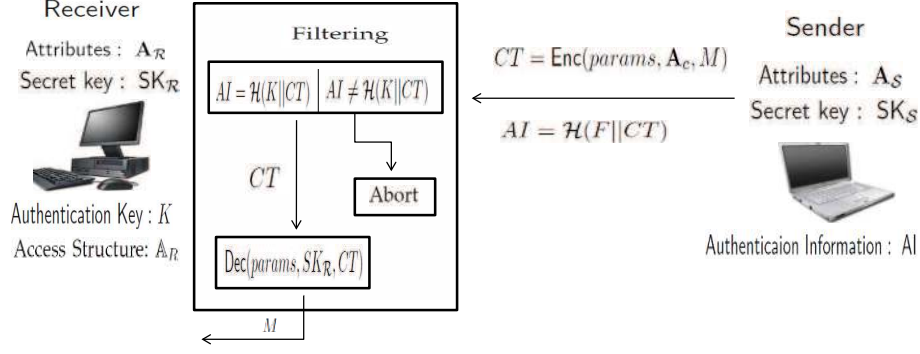 Receiver
Attributes : A_R
Secret key : SK_R
Authentication Key : K
Access Structure: 𝔸_R
Filtering
AI = ℋ(K||CT)
AI ≠ ℋ(K||CT)
CT
Abort
Dec(params, SK_R, CT)
M
CT = Enc(params, A_e, M)
AI = ℋ(F||CT)
Sender
Attributes : A_S
Secret key : SK_S
Authenticaion Information : AI